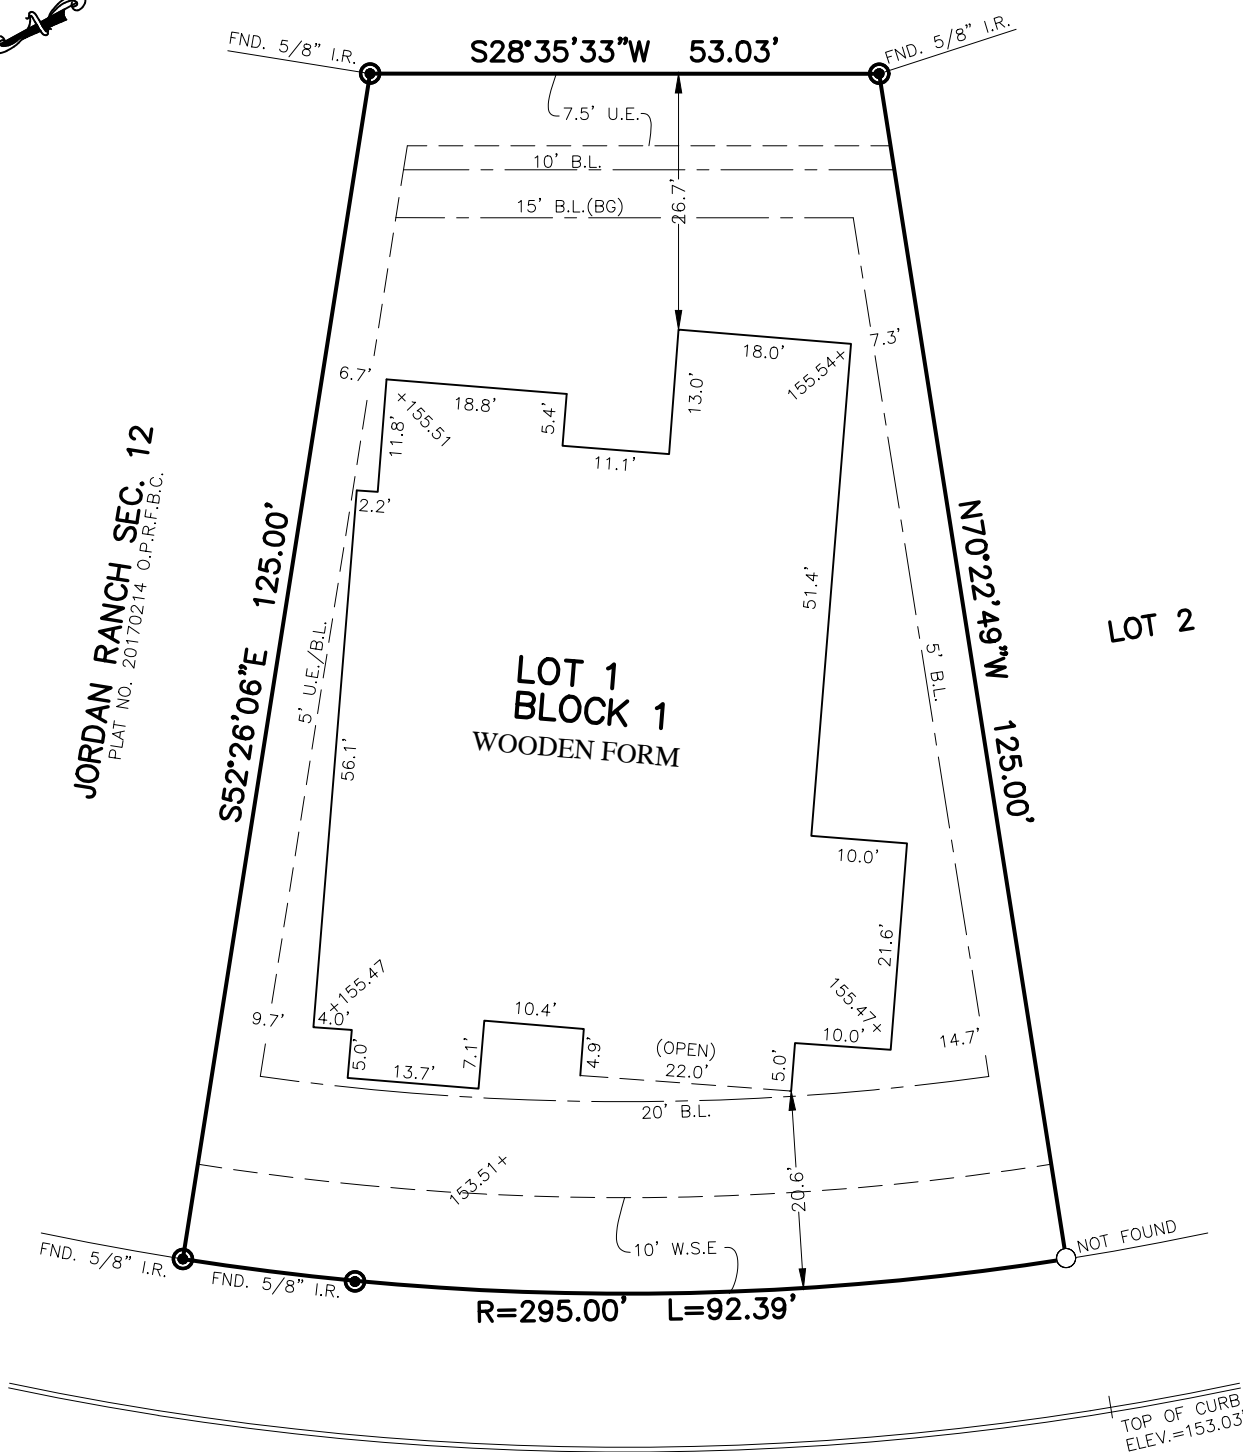 FND. 5/8" I.R.
S28°35'33"W 53.03'
FND. 5/8" I.R.
7.5' U.E.
10' B.L.
15' B.L.(BG)
26.7'
6.7'
18.8'
5.4'
11.1'
13.0'
18.0'
155.54+
7.3'
+155.51
11.8'
2.2'
JORDAN RANCH SEC. 12
PLAT NO. 20170214 O.P.R.F.B.C.
S52°26'06"E 125.00'
5' U.E./B.L.
56.1'
LOT 1
BLOCK 1
WOODEN FORM
51.4'
5' B.L.
N70°22'49"W 125.00'
LOT 2
10.0'
21.6'
155.47+
10.0'
14.7'
+155.47
9.7'
4.0'
5.0'
13.7'
7.1'
10.4'
4.9'
(OPEN)
22.0'
5.0'
20' B.L.
153.51+
20.6'
10' W.S.E
FND. 5/8" I.R.
FND. 5/8" I.R.
NOT FOUND
R=295.00' L=92.39'
TOP OF CURB
ELEV.=153.03'